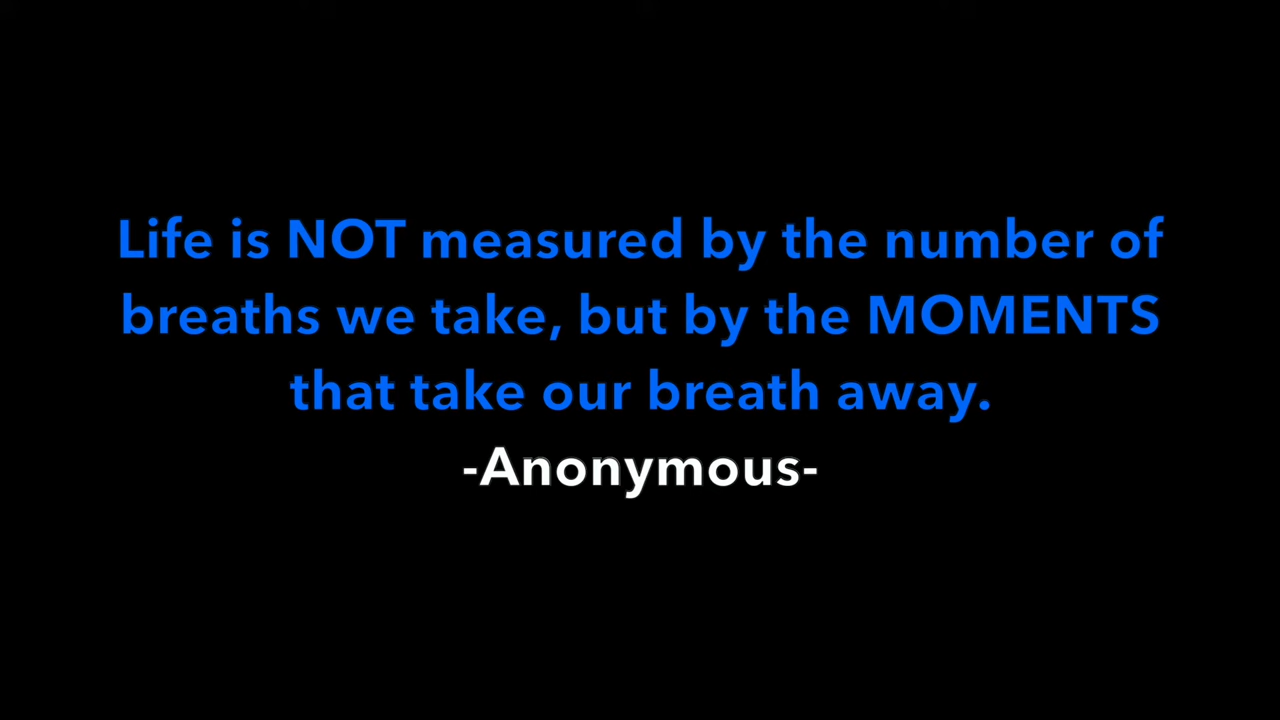 Life is NOT measured by the number of
breaths we take, but by the MOMENTS
that take our breath away.
-Anonymous-